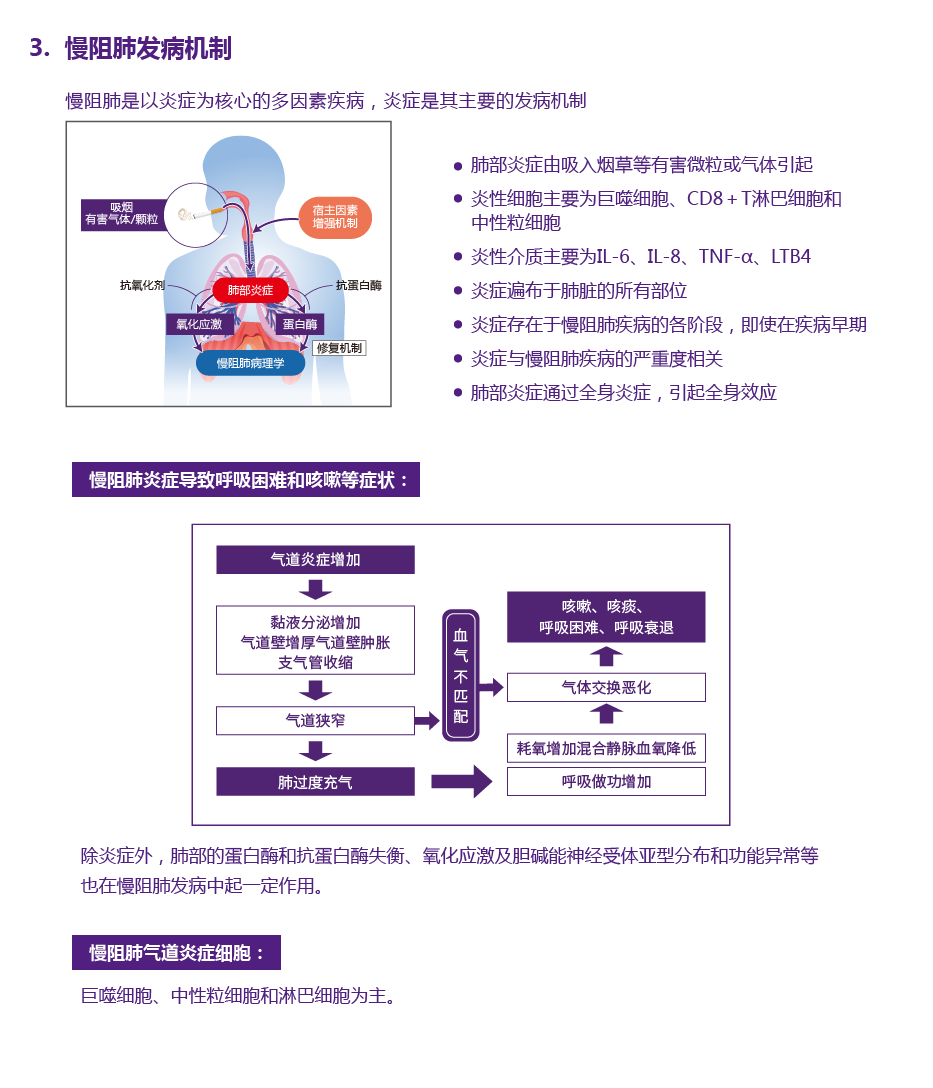 3. 慢阻肺发病机制
慢阻肺是以炎症为核心的多因素疾病，炎症是其主要的发病机制
吸烟
有害气体/颗粒
宿主因素
增强机制
抗氧化剂
肺部炎症
抗蛋白酶
氧化应激
蛋白酶
修复机制
慢阻肺病理学
● 肺部炎症由吸入烟草等有害微粒或气体引起
● 炎性细胞主要为巨噬细胞、CD8＋T淋巴细胞和
中性粒细胞
● 炎性介质主要为IL-6、IL-8、TNF-α、LTB4
● 炎症遍布于肺脏的所有部位
● 炎症存在于慢阻肺疾病的各阶段，即使在疾病早期
● 炎症与慢阻肺疾病的严重度相关
● 肺部炎症通过全身炎症，引起全身效应
慢阻肺炎症导致呼吸困难和咳嗽等症状：
气道炎症增加
黏液分泌增加
气道壁增厚气道壁肿胀
支气管收缩
气道狭窄
肺过度充气
血气不匹配
咳嗽、咳痰、
呼吸困难、呼吸衰退
气体交换恶化
耗氧增加混合静脉血氧降低
呼吸做功增加
除炎症外，肺部的蛋白酶和抗蛋白酶失衡、氧化应激及胆碱能神经受体亚型分布和功能异常等
也在慢阻肺发病中起一定作用。
慢阻肺气道炎症细胞：
巨噬细胞、中性粒细胞和淋巴细胞为主。